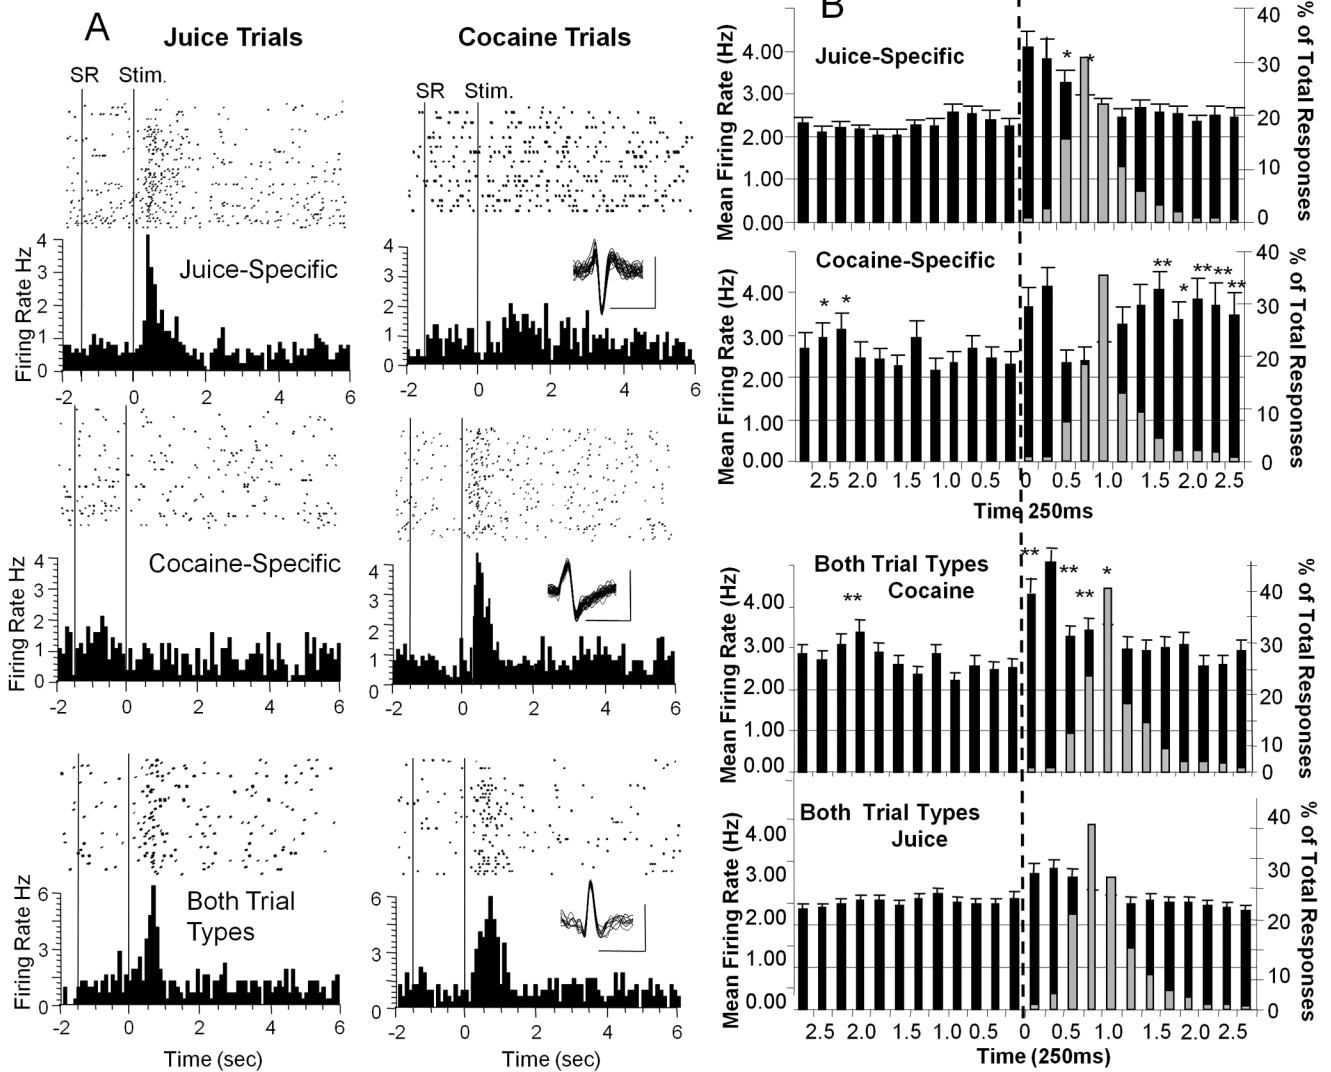 A
Juice Trials
Cocaine Trials
SR
Stim.
SR
Stim.
Firing Rate Hz
4
3
2
1
0
Juice-Specific
-2
0
2
4
6
4
3
2
1
0
-2
0
2
4
6
Firing Rate Hz
4
3
2
1
0
Cocaine-Specific
-2
0
2
4
6
4
3
2
1
0
-2
0
2
4
6
Firing Rate Hz
6
3
0
Both Trial
Types
-2
0
2
4
6
Time (sec)
6
3
0
-2
0
2
4
6
Time (sec)
B
Mean Firing Rate (Hz)
4.00
3.00
2.00
1.00
0.00
Juice-Specific
* *
40
30
20
10
0
% of Total Responses
Mean Firing Rate (Hz)
4.00
3.00
2.00
1.00
0.00
Cocaine-Specific
* *
** * ** ** **
40
30
20
10
0
% of Total Responses
2.5 2.0 1.5 1.0 0.5 0 0.5 1.0 1.5 2.0 2.5
Time 250ms
Mean Firing Rate (Hz)
4.00
3.00
2.00
1.00
0.00
Both Trial Types
Cocaine
**
** ** ** *
40
30
20
10
0
% of Total Responses
Mean Firing Rate (Hz)
4.00
3.00
2.00
1.00
0.00
Both Trial Types
Juice
40
30
20
10
0
% of Total Responses
2.5 2.0 1.5 1.0 0.5 0 0.5 1.0 1.5 2.0 2.5
Time (250ms)